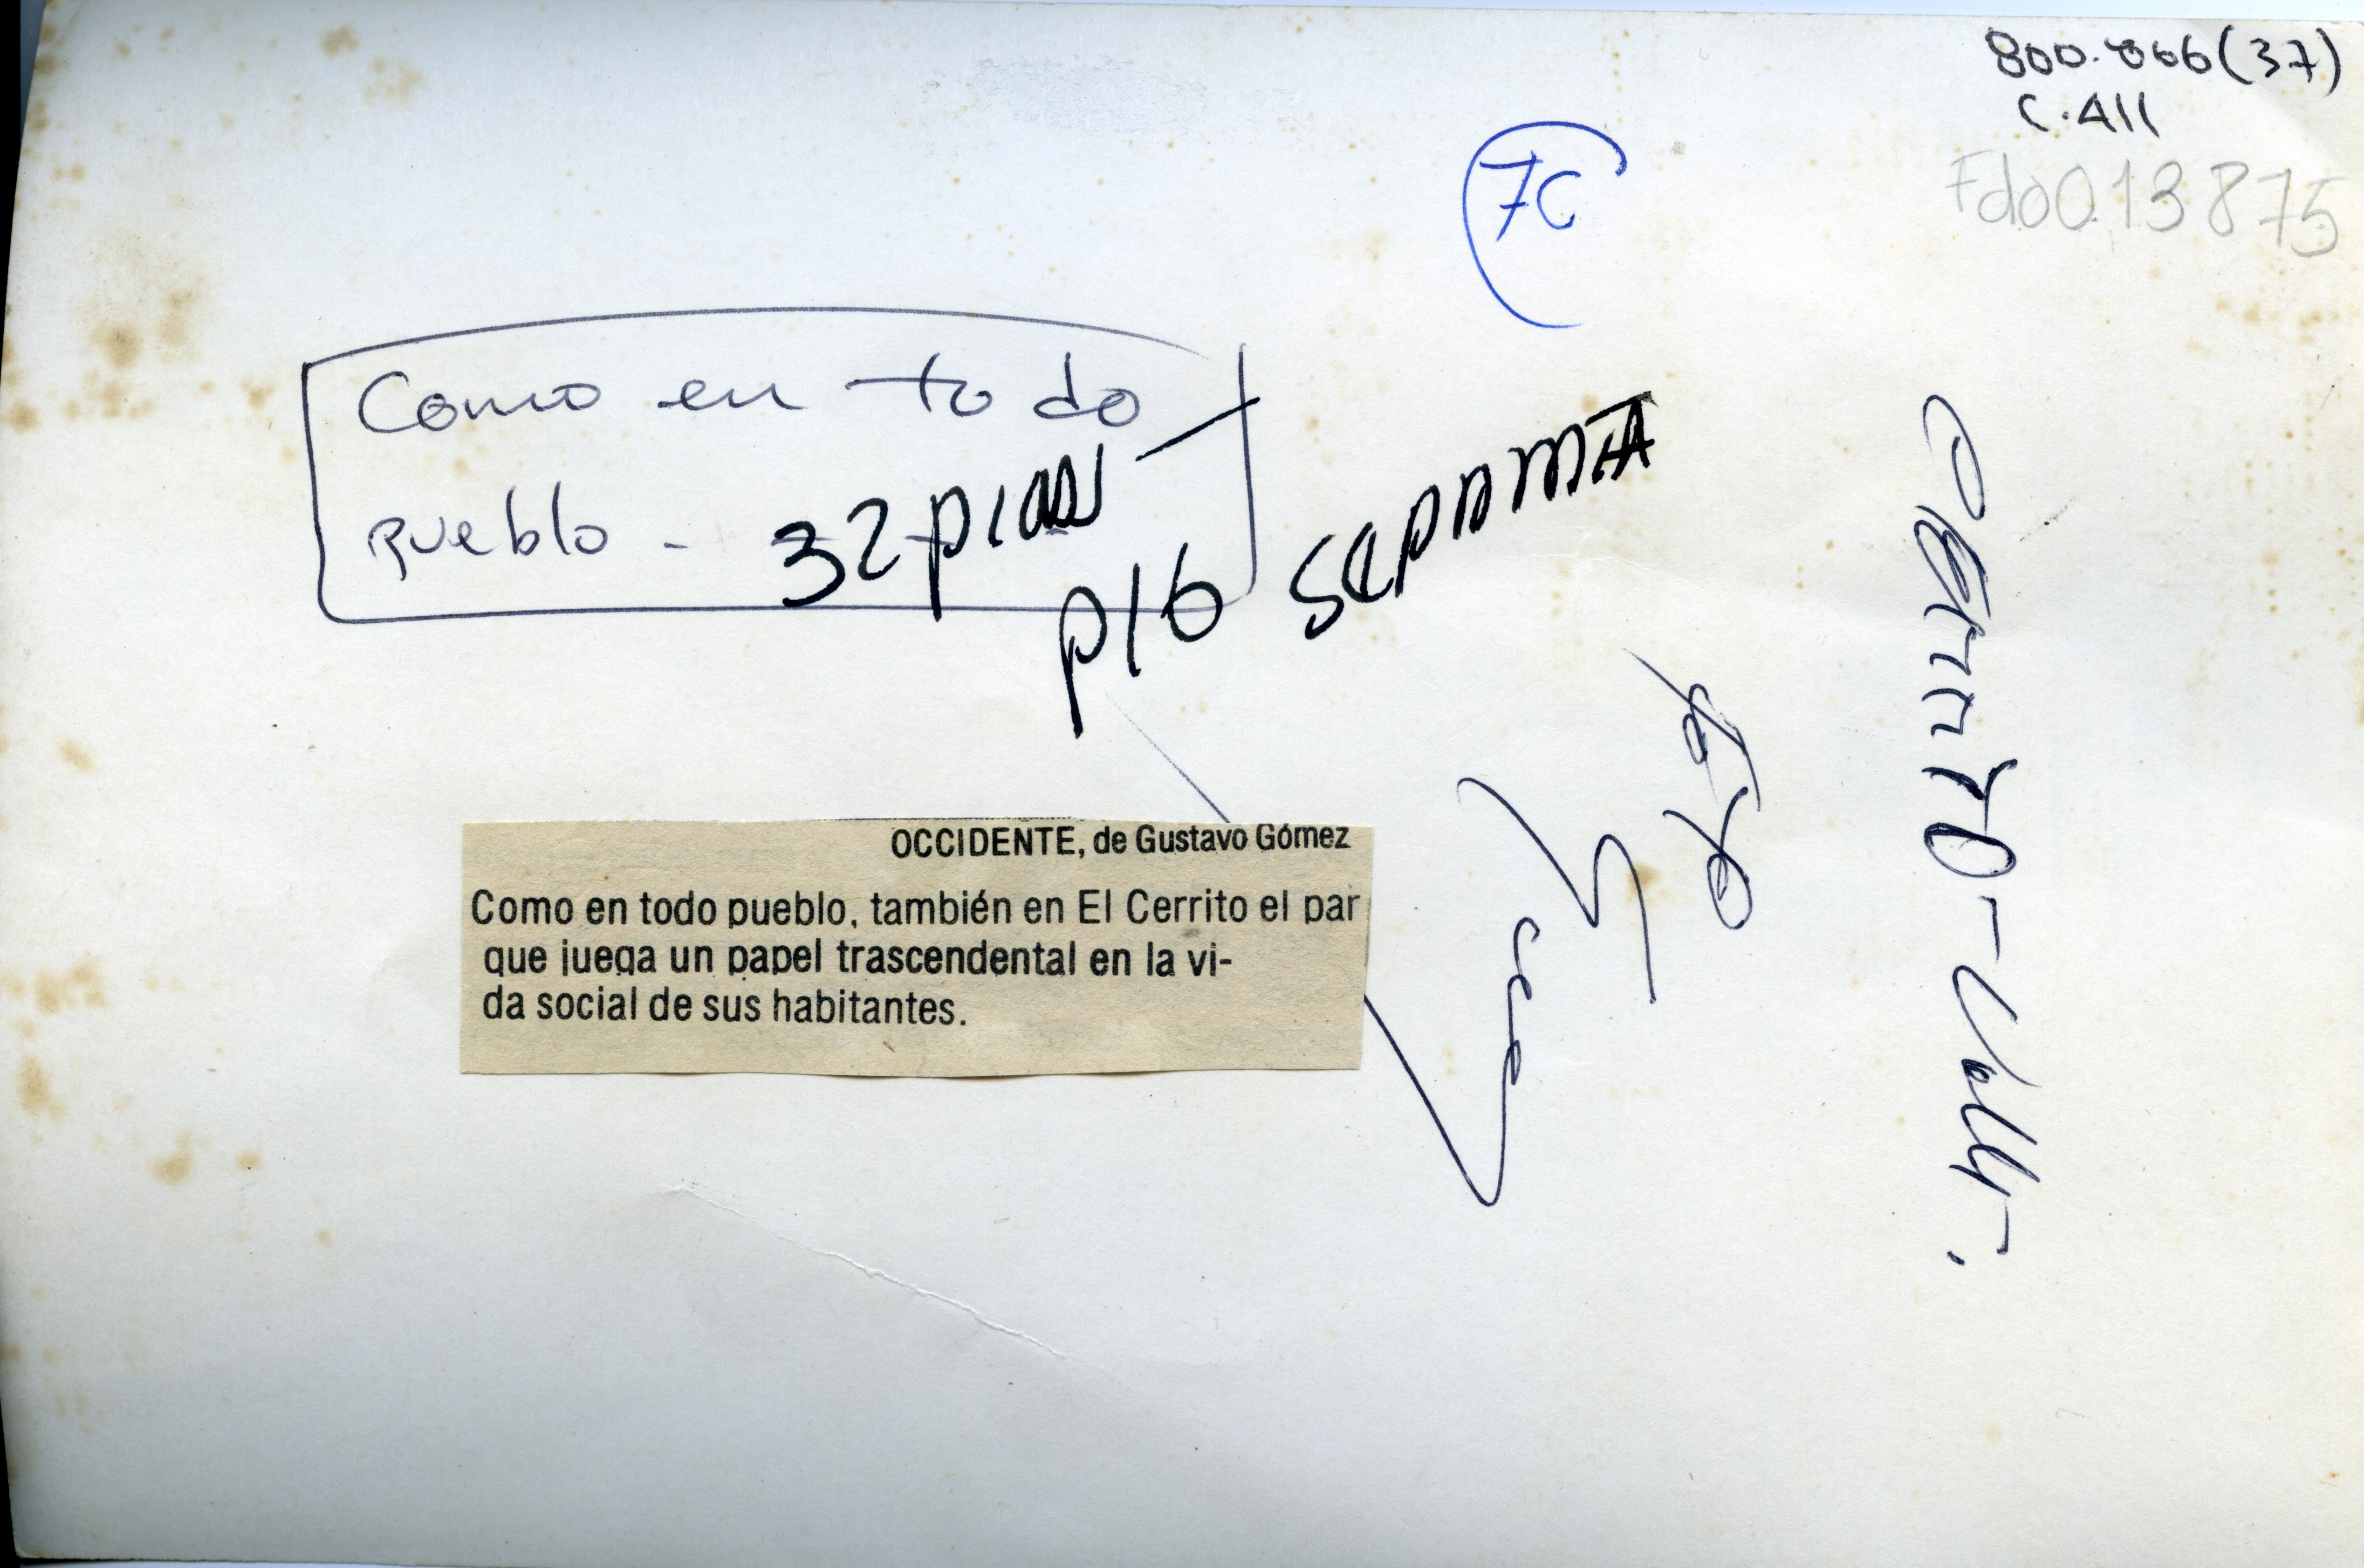 800.066(37)
C.411
Fdo013875
7C
Como en todo
pueblo -
32 picas
P16
separata
OCCIDENTE, de Gustavo Gómez
Como en todo pueblo, también en El Cerrito el par
que juega un papel trascendental en la vi-
da social de sus habitantes.
Cerrito - Valle.